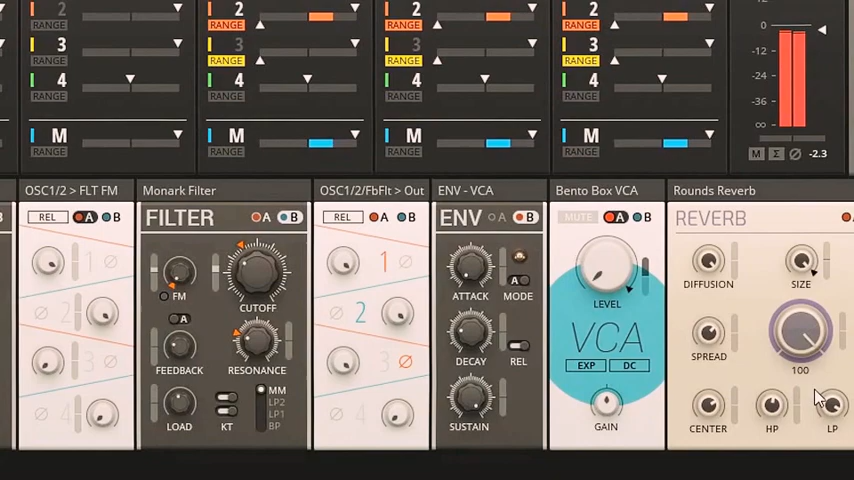 2 2 2 2
RANGE RANGE RANGE RANGE
3 3 3 3
RANGE RANGE RANGE RANGE
4 4 4 4
RANGE RANGE RANGE RANGE
M M M M
RANGE RANGE RANGE RANGE
0
-12
-24
-36
∞
M Σ Ø -2.3
OSC1/2 > FLT FM
REL A B
1 Ø
Ø 2
3 Ø
Ø 4
Monark Filter
FILTER A B
FM
CUTOFF
A
FEEDBACK
RESONANCE
LOAD
KT
MM
LP2
LP1
BP
OSC1/2/FbFlt > Out
REL A B
1 Ø
Ø 2
3 Ø
Ø 4
ENV - VCA
ENV A B
ATTACK
A
MODE
DECAY
REL
SUSTAIN
Bento Box VCA
MUTE A B
LEVEL
VCA
EXP DC
GAIN
Rounds Reverb
REVERB A
DIFFUSION SIZE
SPREAD
100
CENTER HP LP